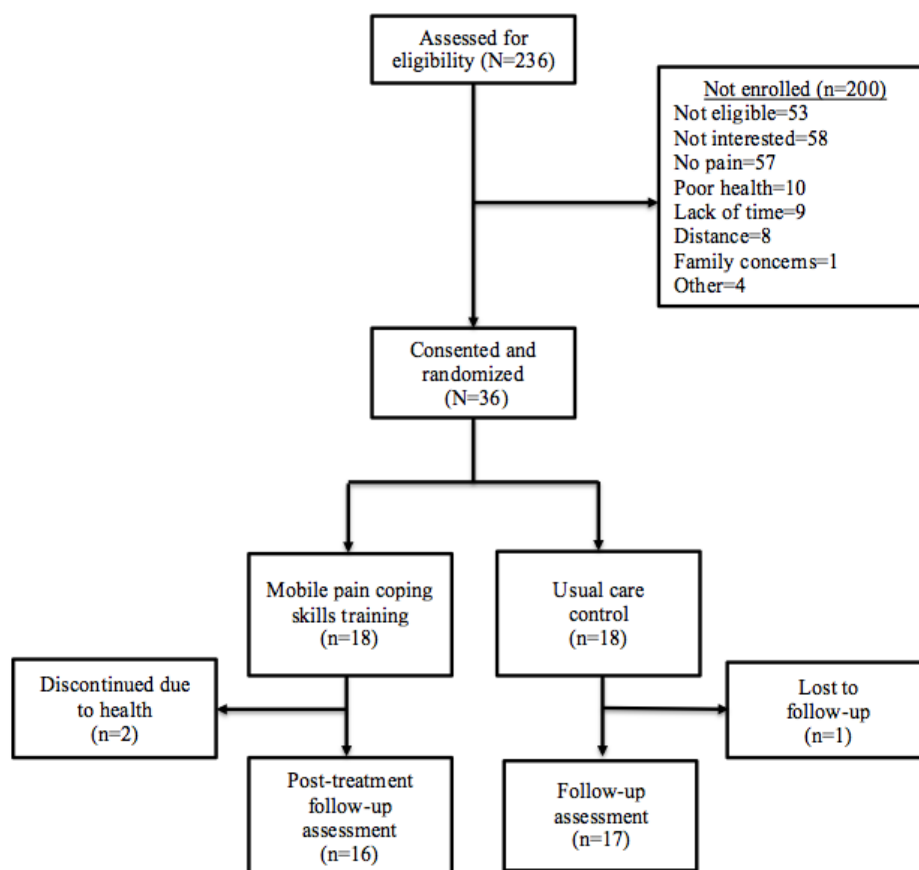 Assessed for
eligibility (N=236)
Not enrolled (n=200)
Not eligible=53
Not interested=58
No pain=57
Poor health=10
Lack of time=9
Distance=8
Family concerns=1
Other=4
Consented and
randomized
(N=36)
Mobile pain coping
skills training
(n=18)
Usual care
control
(n=18)
Discontinued due
to health
(n=2)
Lost to
follow-up
(n=1)
Post-treatment
follow-up
assessment
(n=16)
Follow-up
assessment
(n=17)